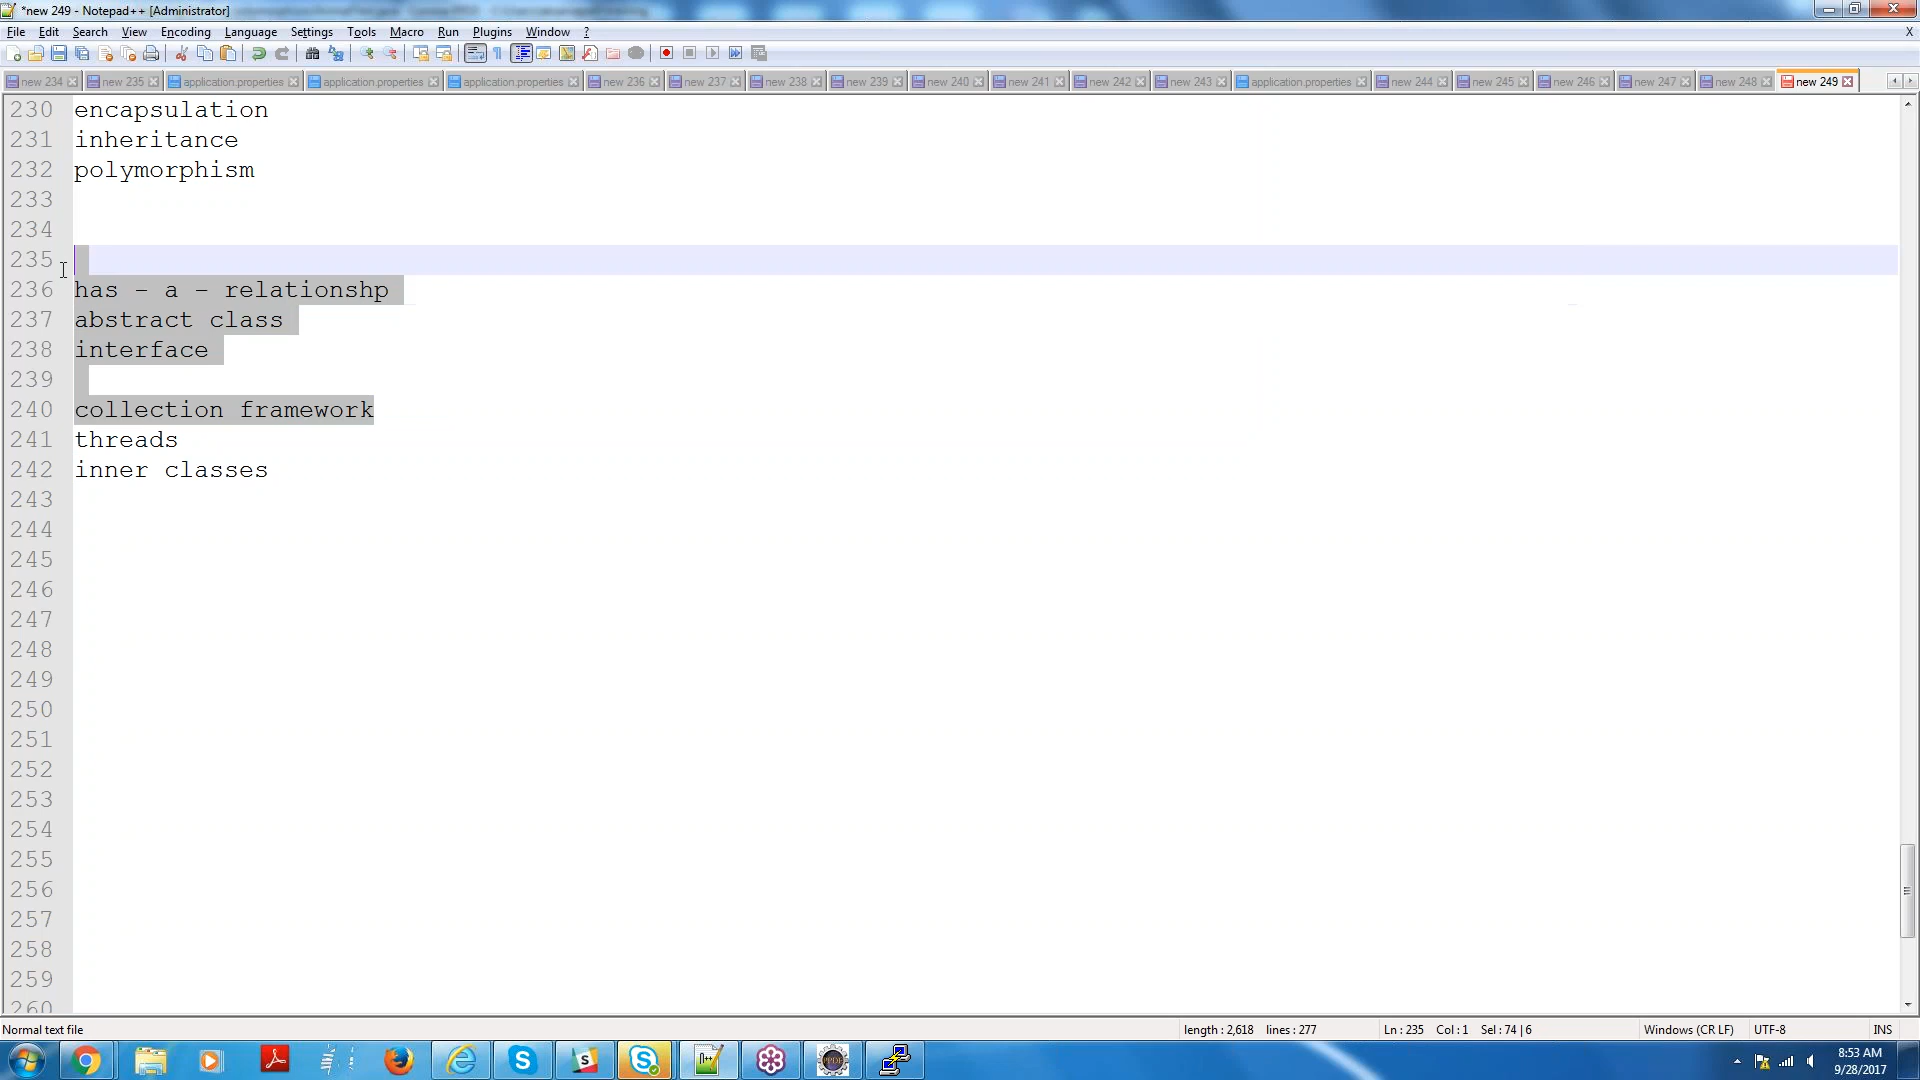 *new 249 - Notepad++ [Administrator]
File Edit Search View Encoding Language Settings Tools Macro Run Plugins Window ? X
new 234 new 235 application.properties application.properties application.properties new 236 new 237 new 238 new 239 new 240 new 241 new 242 new 243 application.properties new 244 new 245 new 246 new 247 new 248 new 249
230 encapsulation
231 inheritance
232 polymorphism
233
234
235
236 has - a - relationshp
237 abstract class
238 interface
239
240 collection framework
241 threads
242 inner classes
243
244
245
246
247
248
249
250
251
252
253
254
255
256
257
258
259
260
Normal text file length : 2,618 lines : 277 Ln : 235 Col : 1 Sel : 74 | 6 Windows (CR LF) UTF-8 INS
8:53 AM
9/28/2017